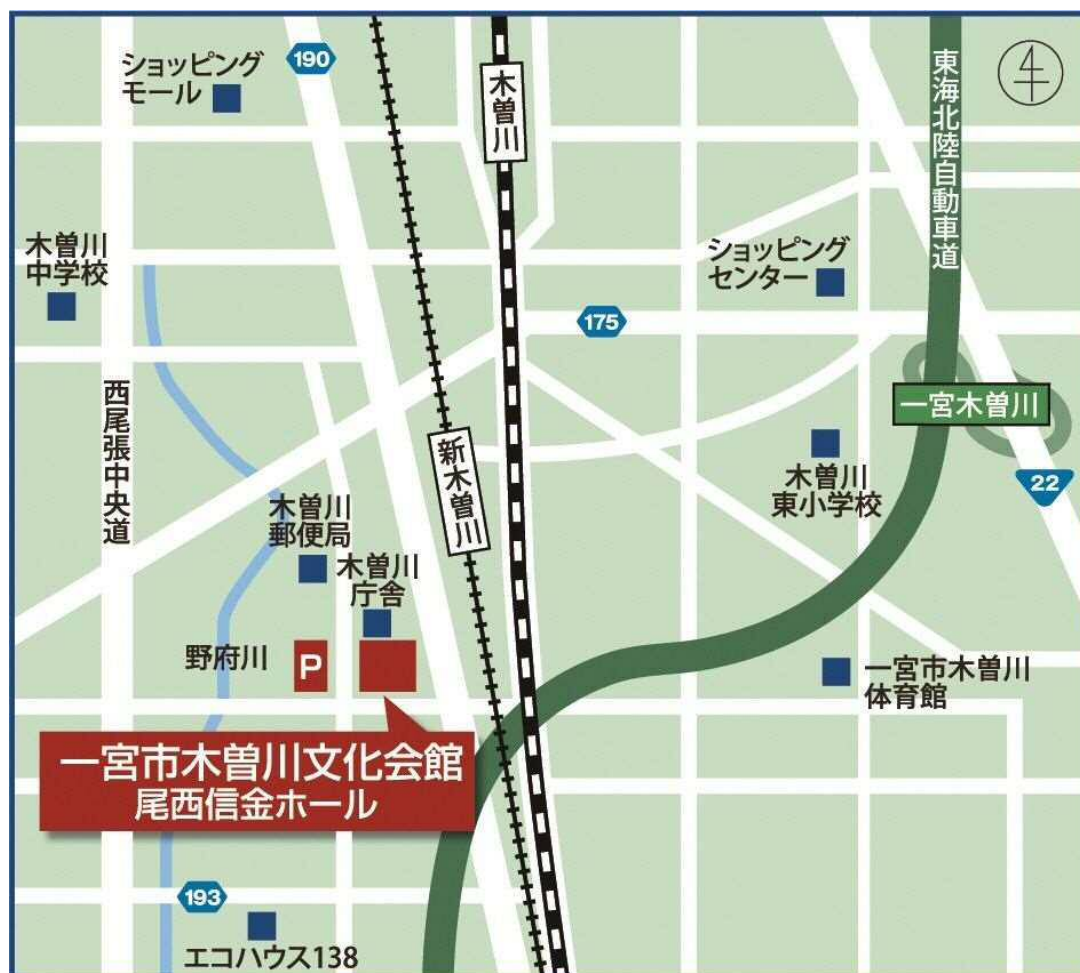 190
ショッピング
モール
木曽川
東海北陸自動車道
木曽川
中学校
ショッピング
センター
175
西尾張中央道
一宮木曽川
新木曽川
木曽川
東小学校
22
木曽川
郵便局
木曽川
庁舎
野府川
P
一宮市木曽川
体育館
一宮市木曽川文化会館
尾西信金ホール
193
エコハウス138